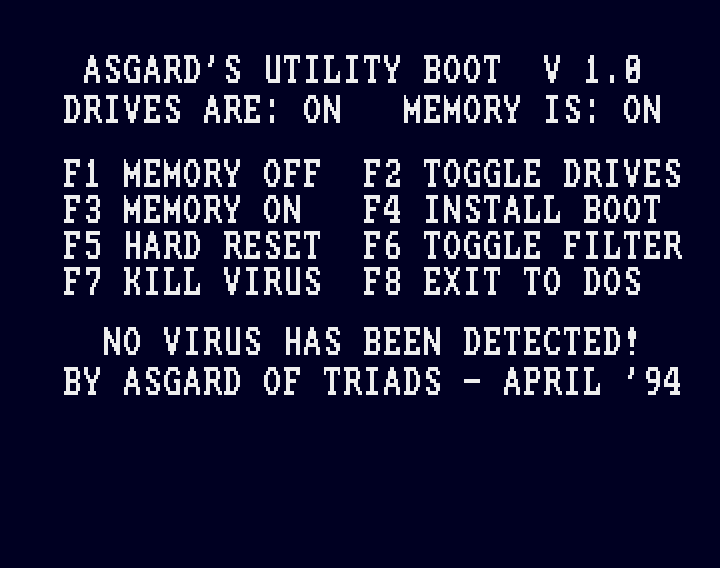 ASGARD'S UTILITY BOOT  V 1.0
DRIVES ARE: ON   MEMORY IS: ON
F1 MEMORY OFF  F2 TOGGLE DRIVES
F3 MEMORY ON   F4 INSTALL BOOT
F5 HARD RESET  F6 TOGGLE FILTER
F7 KILL VIRUS  F8 EXIT TO DOS
NO VIRUS HAS BEEN DETECTED!
BY ASGARD OF TRIADS - APRIL '94